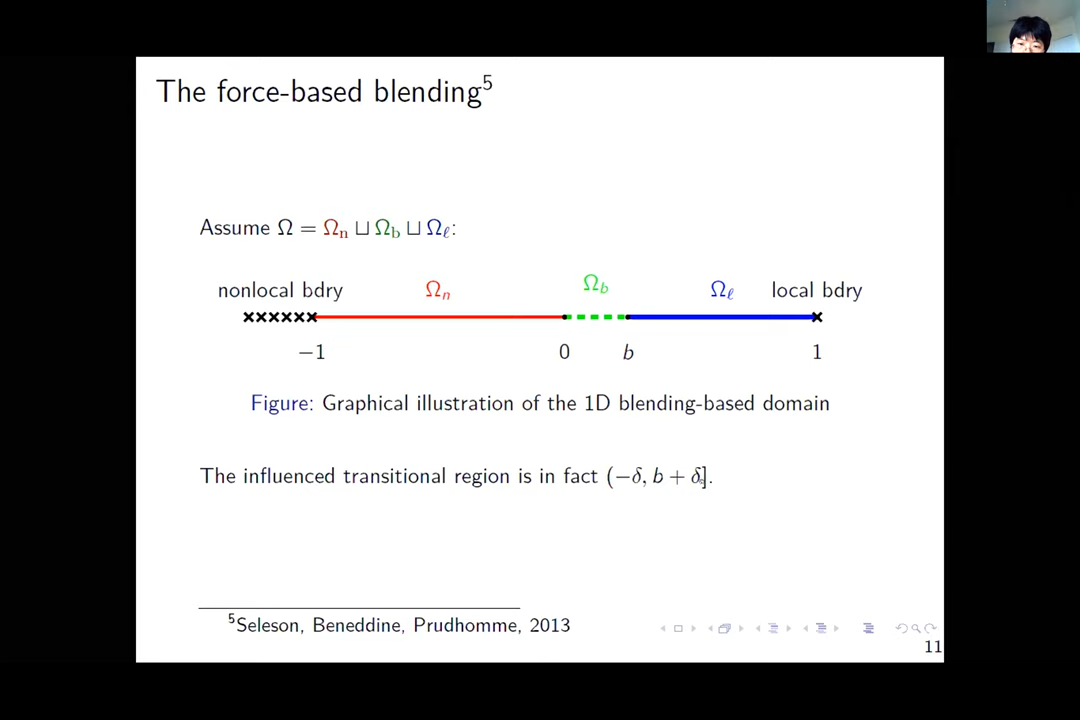 The force-based blending⁵
Assume Ω = Ωn ⊔ Ωb ⊔ Ωℓ:
nonlocal bdry Ωn Ωb Ωℓ local bdry
−1 0 b 1
Figure: Graphical illustration of the 1D blending-based domain
The influenced transitional region is in fact (−δ, b + δ].
⁵Seleson, Beneddine, Prudhomme, 2013
11